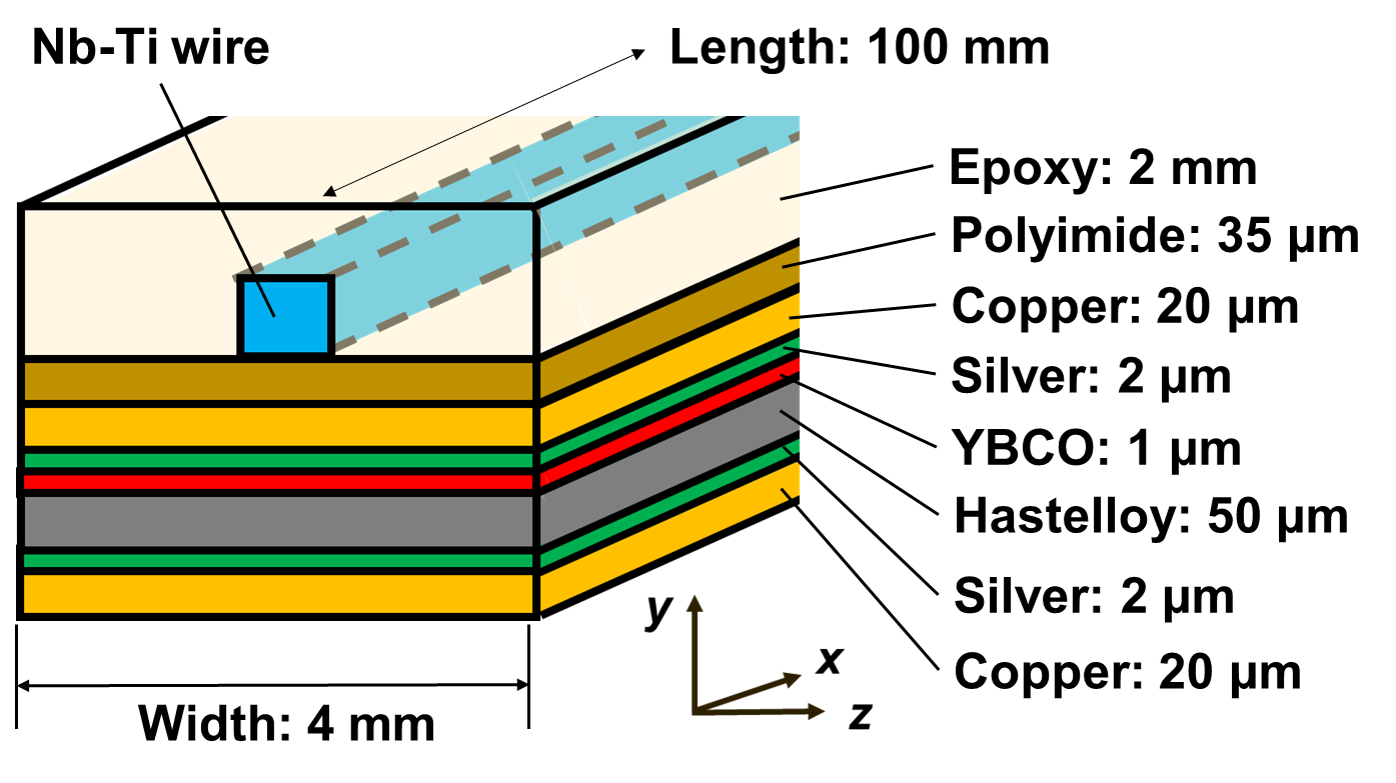 Nb-Ti wire
Length: 100 mm
Epoxy: 2 mm
Polyimide: 35 µm
Copper: 20 µm
Silver: 2 µm
YBCO: 1 µm
Hastelloy: 50 µm
Silver: 2 µm
Copper: 20 µm
y
x
z
Width: 4 mm